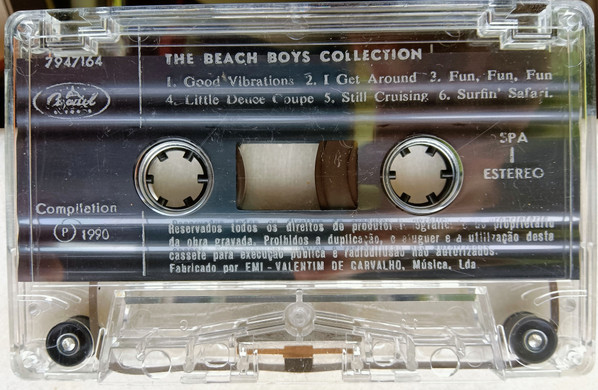 7947164
THE BEACH BOYS COLLECTION
1. Good Vibrations 2. I Get Around 3. Fun, Fun, Fun
4. Little Deuce Coupe 5. Still Cruising. 6. Surfin' Safari.
Capitol
SPA
1
ESTEREO
Compilation
P 1990
Reservados todos os direitos do produtor e do proprietário
da obra gravada. Proibidos a duplicação, o aluguer e a utilização desta
cassete para execução pública e radiodifusão não autorizados.
Fabricado por EMI - VALENTIM DE CARVALHO, Música, Lda